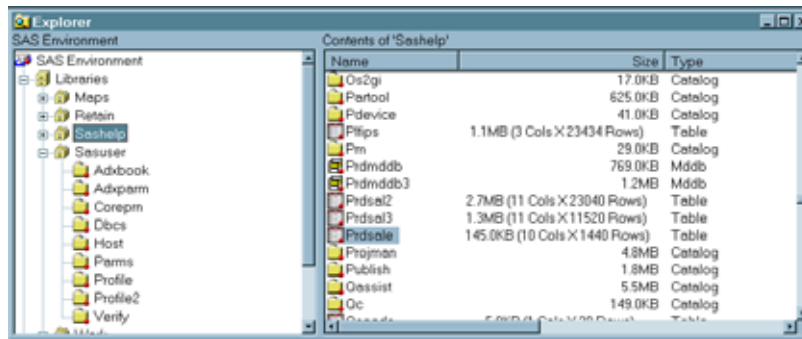 Explorer
SAS Environment
Contents of 'Sashelp'
SAS Environment
Libraries
Maps
Retain
Sashelp
Sasuser
Adxbook
Adxparm
Coreprn
Dbcs
Host
Parms
Profile
Profile2
Verify
Work
Name Size Type
Os2gi 17.0KB Catalog
Partool 625.0KB Catalog
Pdevice 41.0KB Catalog
Plfips 1.1MB (3 Cols X 23434 Rows) Table
Pm 29.0KB Catalog
Prdmddb 769.0KB Mddb
Prdmddb3 1.2MB Mddb
Prdsal2 2.7MB (11 Cols X 23040 Rows) Table
Prdsal3 1.3MB (11 Cols X 11520 Rows) Table
Prdsale 145.0KB (10 Cols X 1440 Rows) Table
Projman 4.8MB Catalog
Publish 1.8MB Catalog
Qassist 5.5MB Catalog
Qc 149.0KB Catalog
Table